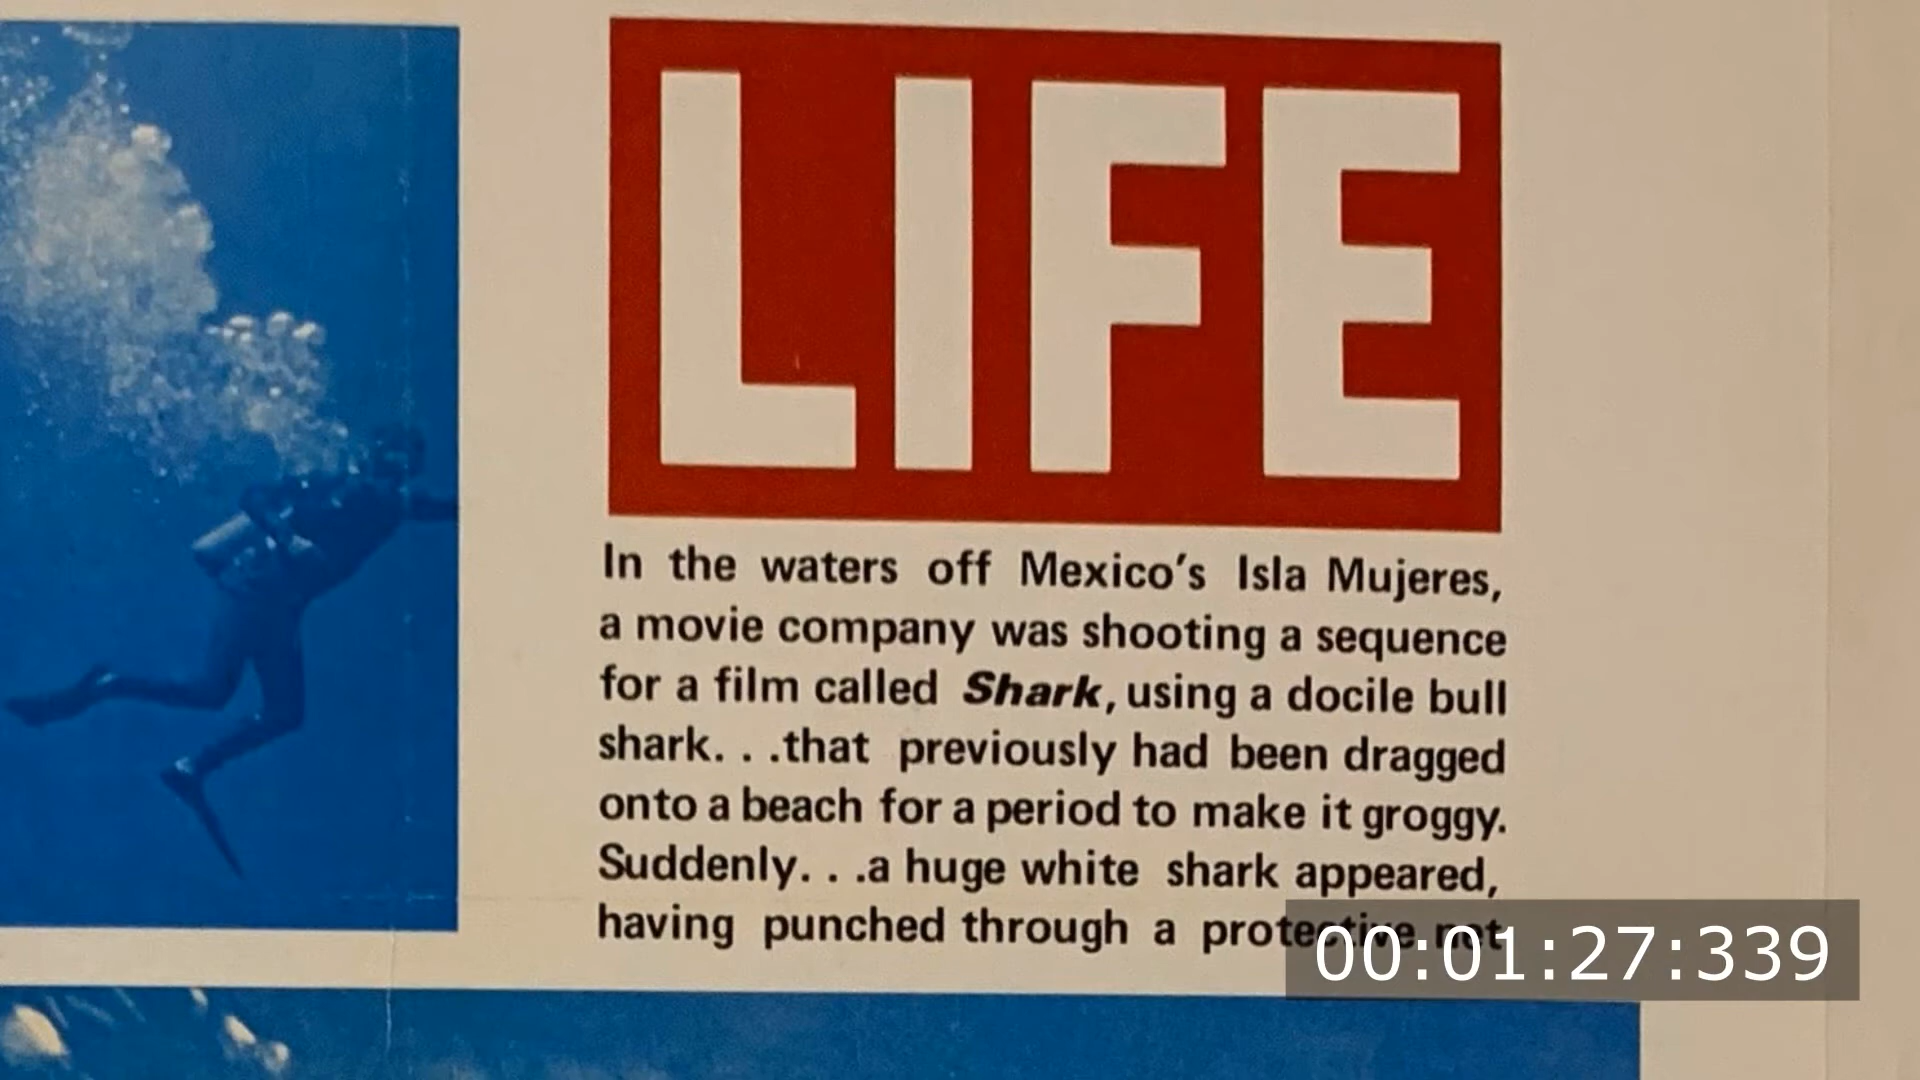 LIFE
In the waters off Mexico's Isla Mujeres,
a movie company was shooting a sequence
for a film called Shark, using a docile bull
shark. . .that previously had been dragged
onto a beach for a period to make it groggy.
Suddenly. . .a huge white shark appeared,
having punched through a protective net
00:01:27:339